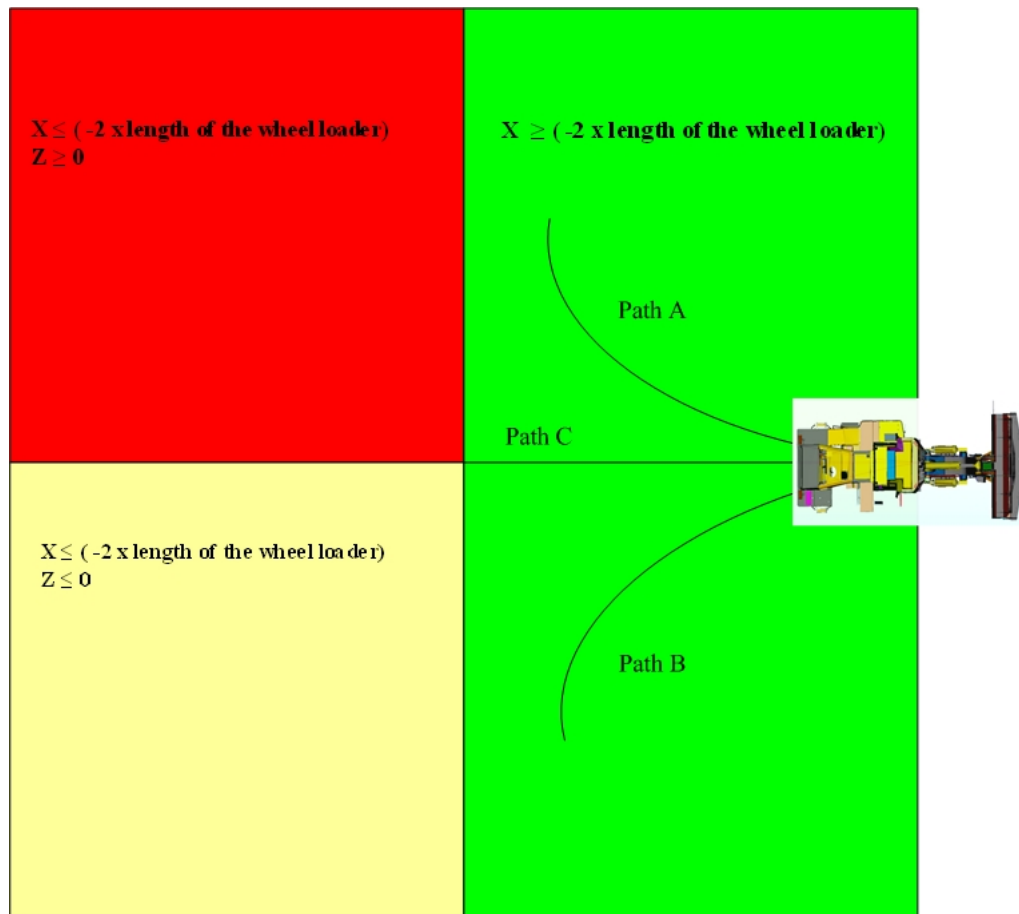 X ≤ ( -2 x length of the wheel loader)
Z ≥ 0
X ≥ ( -2 x length of the wheel loader)
Path A
Path C
X ≤ ( -2 x length of the wheel loader)
Z ≤ 0
Path B